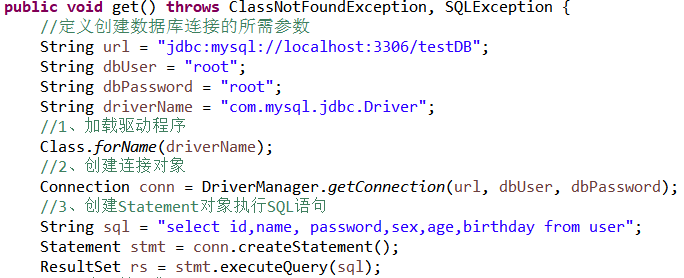 public void get() throws ClassNotFoundException, SQLException {
//定义创建数据库连接的所需参数
String url = "jdbc:mysql://localhost:3306/testDB";
String dbUser = "root";
String dbPassword = "root";
String driverName = "com.mysql.jdbc.Driver";
//1、加载驱动程序
Class.forName(driverName);
//2、创建连接对象
Connection conn = DriverManager.getConnection(url, dbUser, dbPassword);
//3、创建Statement对象执行SQL语句
String sql = "select id,name, password,sex,age,birthday from user";
Statement stmt = conn.createStatement();
ResultSet rs = stmt.executeQuery(sql);